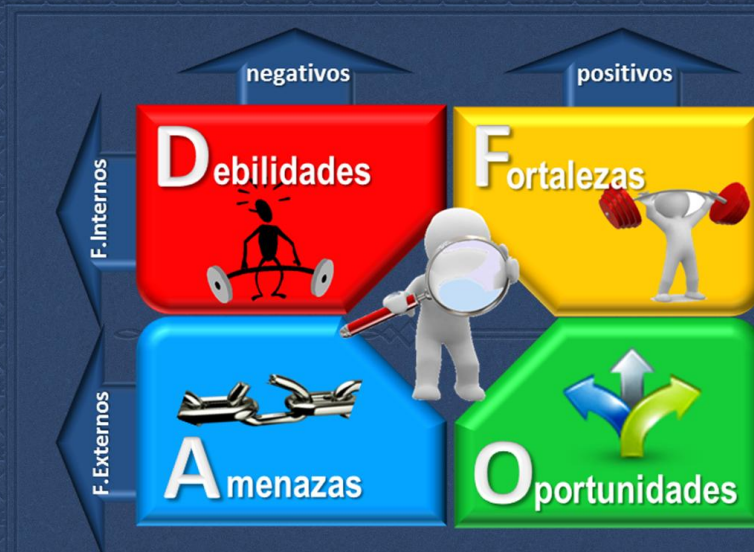 negativos
positivos
F.Internos
Debilidades
Fortalezas
F.Externos
Amenazas
Oportunidades